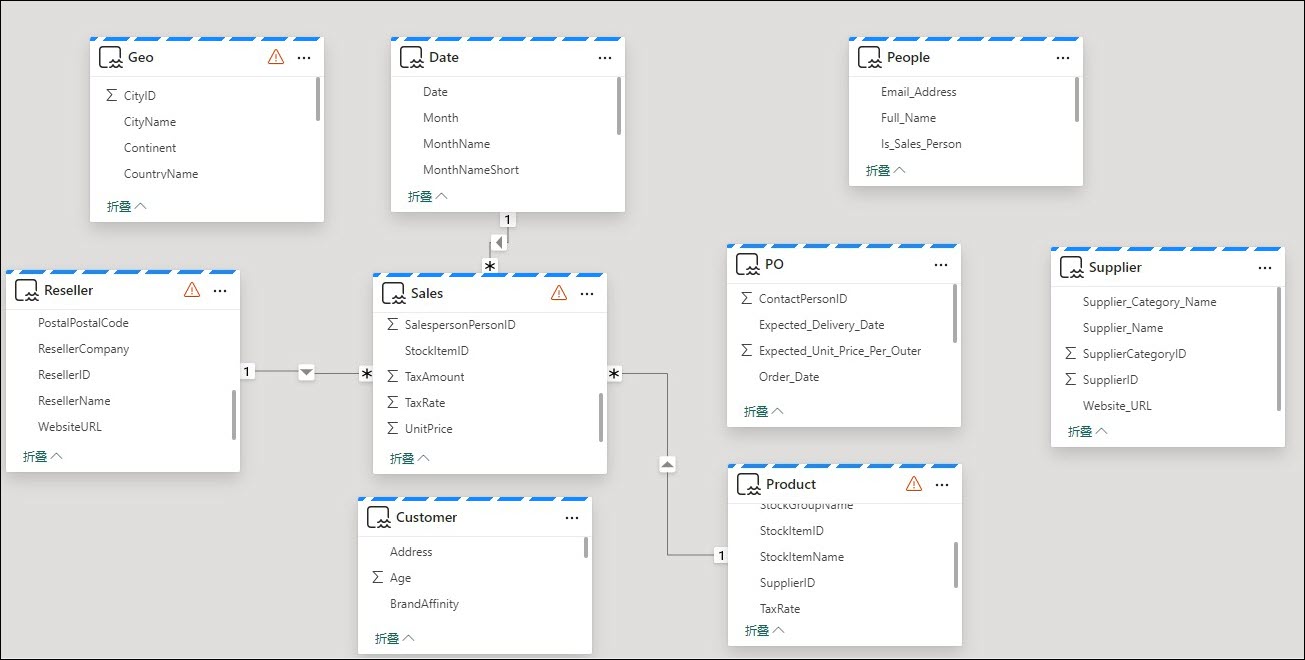 Geo
Σ CityID
CityName
Continent
CountryName
折叠
Date
Date
Month
MonthName
MonthNameShort
折叠
People
Email_Address
Full_Name
Is_Sales_Person
折叠
1
*
Reseller
PostalPostalCode
ResellerCompany
ResellerID
ResellerName
WebsiteURL
折叠
1
*
Sales
Σ SalespersonPersonID
StockItemID
Σ TaxAmount
Σ TaxRate
Σ UnitPrice
折叠
*
1
PO
Σ ContactPersonID
Expected_Delivery_Date
Σ Expected_Unit_Price_Per_Outer
Order_Date
折叠
Supplier
Supplier_Category_Name
Supplier_Name
Σ SupplierCategoryID
Σ SupplierID
Website_URL
折叠
Customer
Address
Σ Age
BrandAffinity
折叠
Product
StockGroupName
StockItemID
StockItemName
SupplierID
TaxRate
折叠